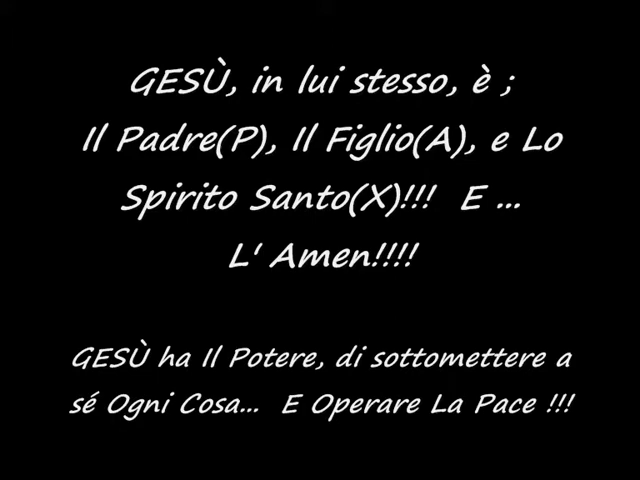 GESÙ, in lui stesso, è ;
Il Padre(P), Il Figlio(A), e Lo
Spirito Santo(X)!!! E ...
L' Amen!!!!
GESÙ ha Il Potere, di sottomettere a
sé Ogni Cosa... E Operare La Pace !!!